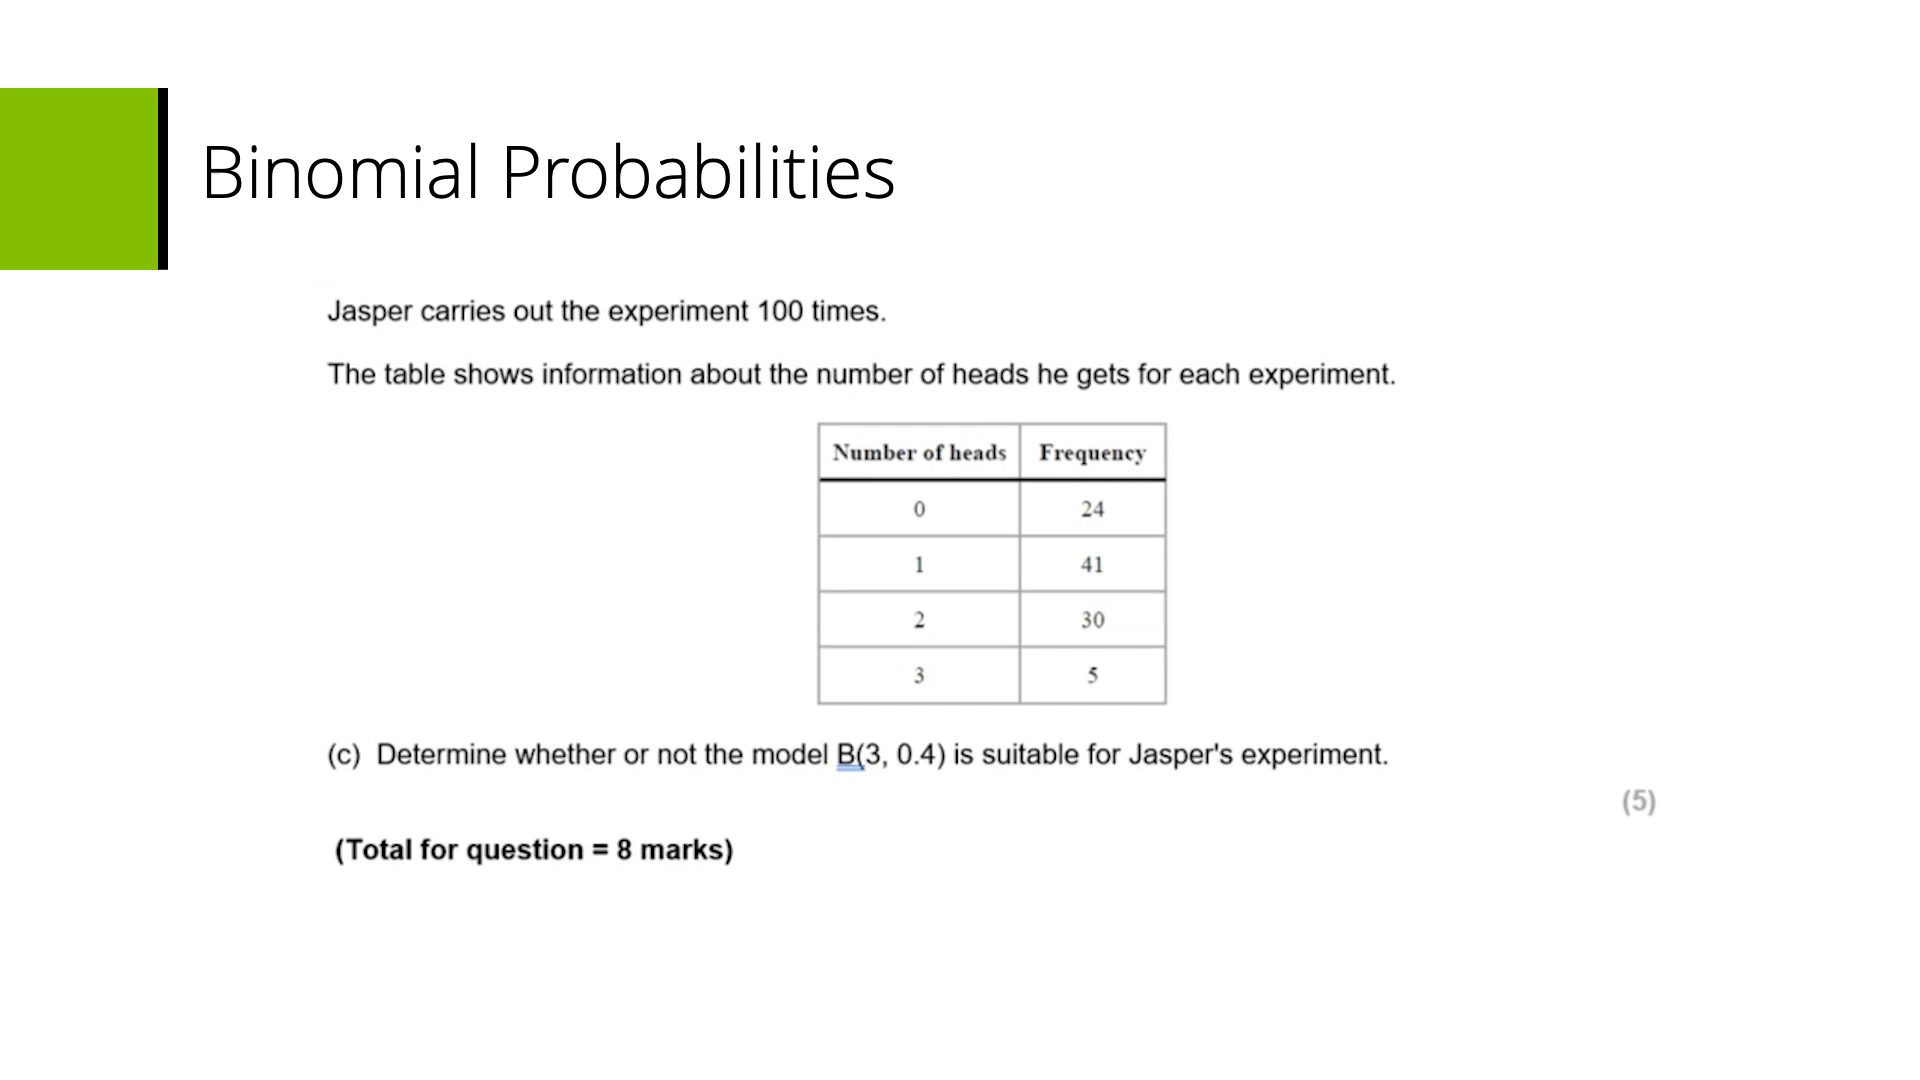 Binomial Probabilities
Jasper carries out the experiment 100 times.
The table shows information about the number of heads he gets for each experiment.
Number of heads Frequency
0 24
1 41
2 30
3 5
(c) Determine whether or not the model B(3, 0.4) is suitable for Jasper's experiment.
(5)
(Total for question = 8 marks)